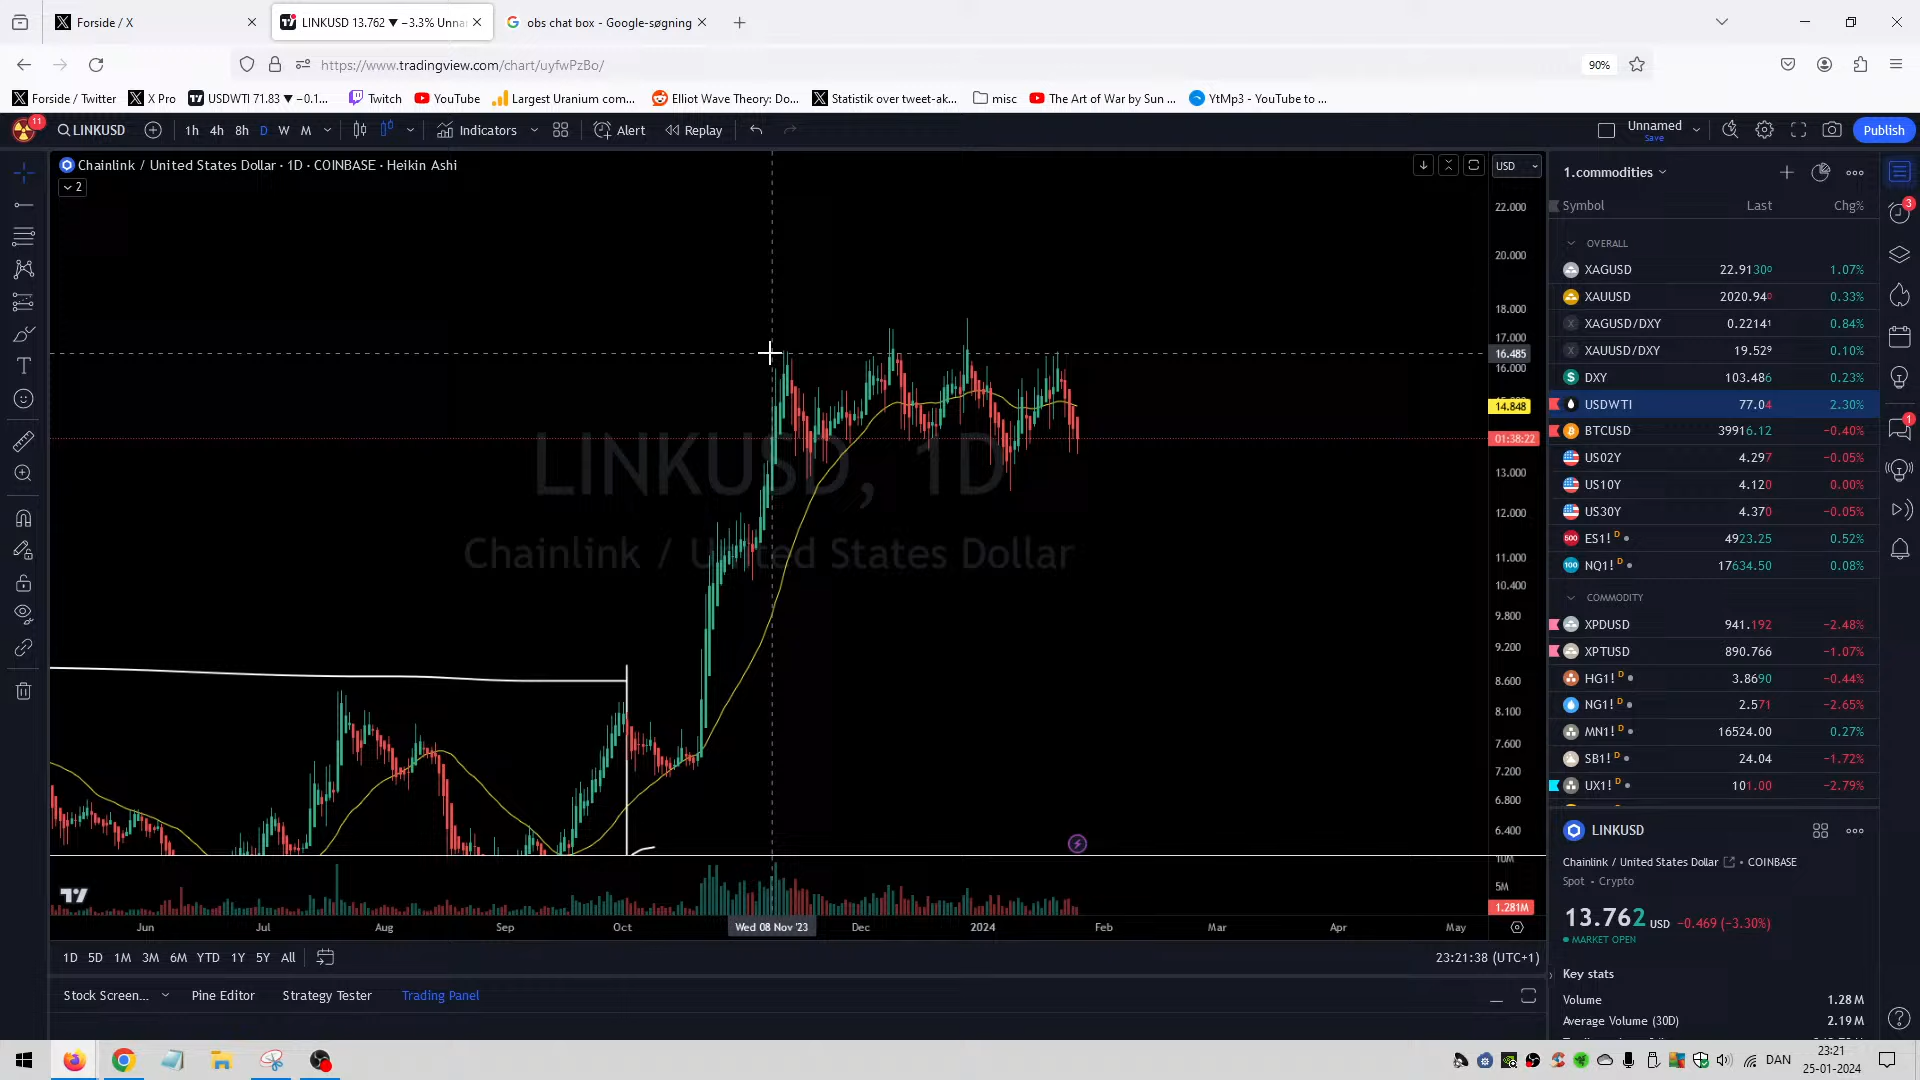 Forside / X
LINKUSD 13.762 ▼ −3.3% Unna
obs chat box - Google-søgning
https://www.tradingview.com/chart/uyfwPzBo/
90%
Forside / Twitter
X Pro
USDWTI 71.83 ▼ −0.1...
Twitch
YouTube
Largest Uranium com...
Elliot Wave Theory: Do...
Statistik over tweet-ak...
misc
The Art of War by Sun ...
YtMp3 - YouTube to ...
11
LINKUSD
1h 4h 8h D W M
Indicators
Alert
Replay
Unnamed
Save
Publish
Chainlink / United States Dollar · 1D · COINBASE · Heikin Ashi
2
USD
22.000
20.000
18.000
17.000
16.485
16.000
14.848
01:38:22
13.000
12.000
11.000
10.400
9.800
9.200
8.600
8.100
7.600
7.200
6.800
6.400
10M
5M
1.281M
LINKUSD, 1D
Chainlink / United States Dollar
Jun Jul Aug Sep Oct Wed 08 Nov '23 Dec 2024 Feb Mar Apr May
1D 5D 1M 3M 6M YTD 1Y 5Y All
23:21:38 (UTC+1)
Stock Screen... Pine Editor Strategy Tester Trading Panel
1.commodities
Symbol Last Chg%
OVERALL
XAGUSD 22.9130⁰ 1.07%
XAUUSD 2020.94⁰ 0.33%
XAGUSD/DXY 0.2214¹ 0.84%
XAUUSD/DXY 19.52⁹ 0.10%
DXY 103.486 0.23%
USDWTI 77.04 2.30%
BTCUSD 39916.12 −0.40%
US02Y 4.297 −0.05%
US10Y 4.120 0.00%
US30Y 4.370 −0.05%
ES1! D 4923.25 0.52%
NQ1! D 17634.50 0.08%
COMMODITY
XPDUSD 941.192 −2.48%
XPTUSD 890.766 −1.07%
HG1! D 3.8690 −0.44%
NG1! D 2.571 −2.65%
MN1! D 16524.00 0.27%
SB1! D 24.04 −1.72%
UX1! D 101.00 −2.79%
LINKUSD
Chainlink / United States Dollar • COINBASE
Spot • Crypto
13.762 USD −0.469 (−3.30%)
MARKET OPEN
Key stats
Volume 1.28 M
Average Volume (30D) 2.19 M
3
1
DAN
23:21
25-01-2024